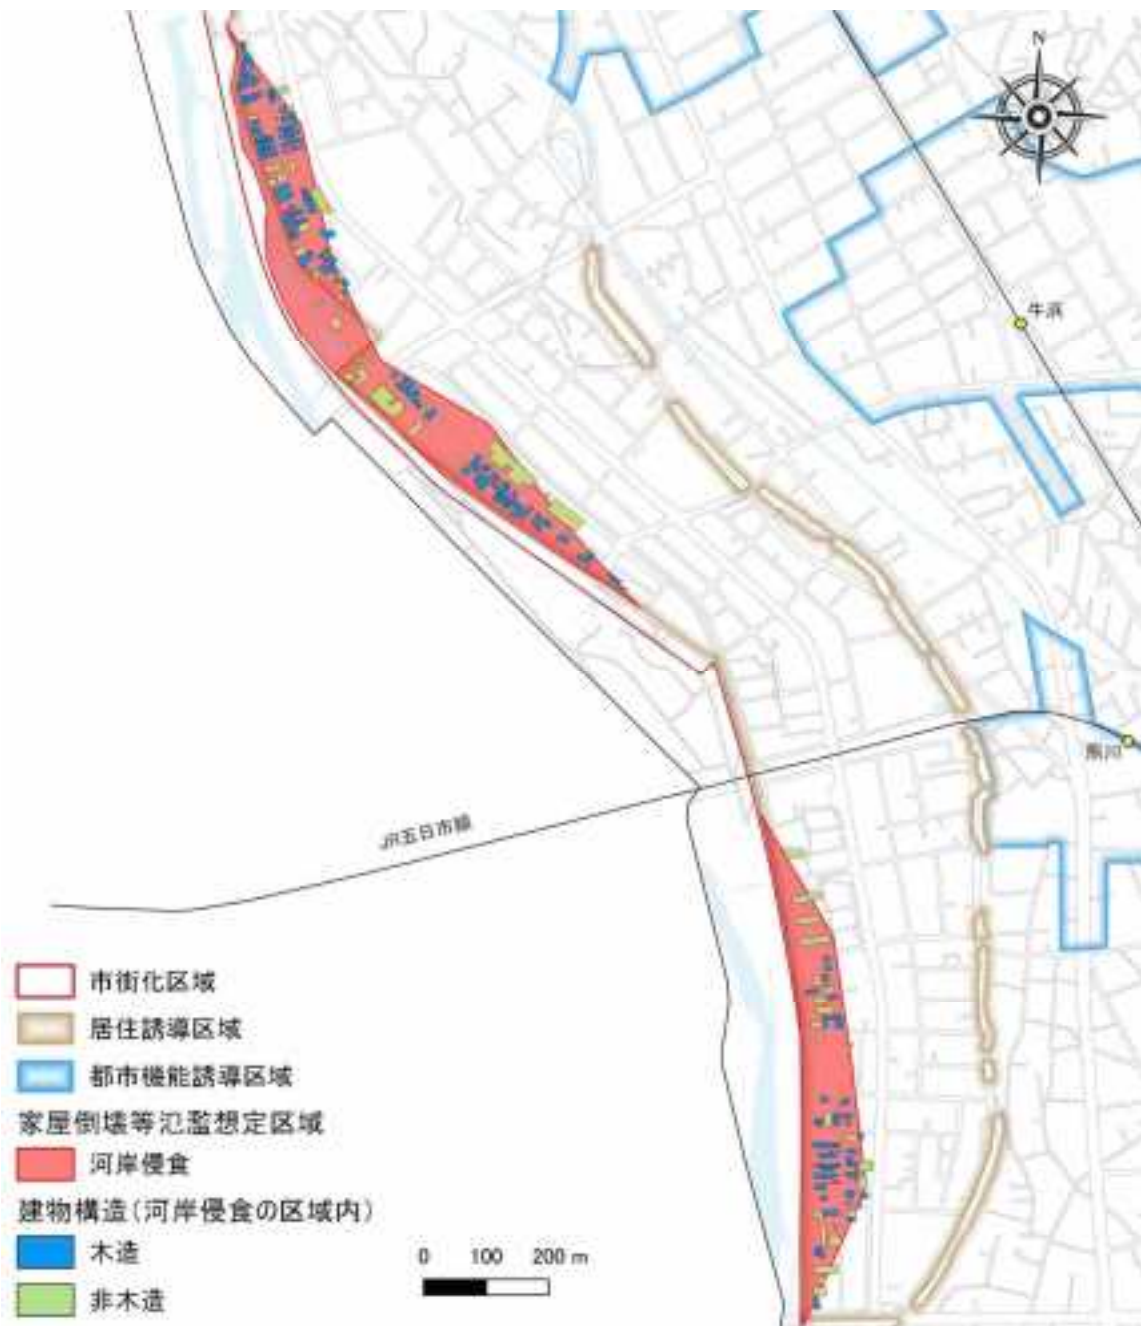 N
牛浜
熊川
JR五日市線
市街化区域
居住誘導区域
都市機能誘導区域
家屋倒壊等氾濫想定区域
河岸侵食
建物構造(河岸侵食の区域内)
木造
非木造
0 100 200 m